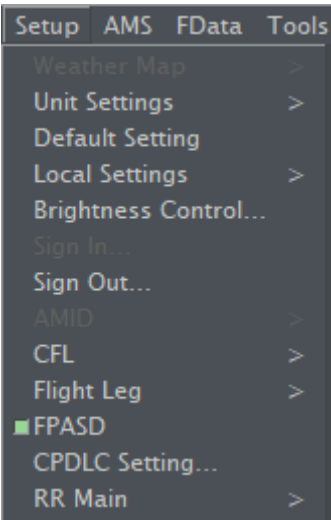 Setup AMS FData Tools
Weather Map >
Unit Settings >
Default Setting
Local Settings >
Brightness Control...
Sign In...
Sign Out...
AMID >
CFL >
Flight Leg >
FPASD
CPDLC Setting...
RR Main >